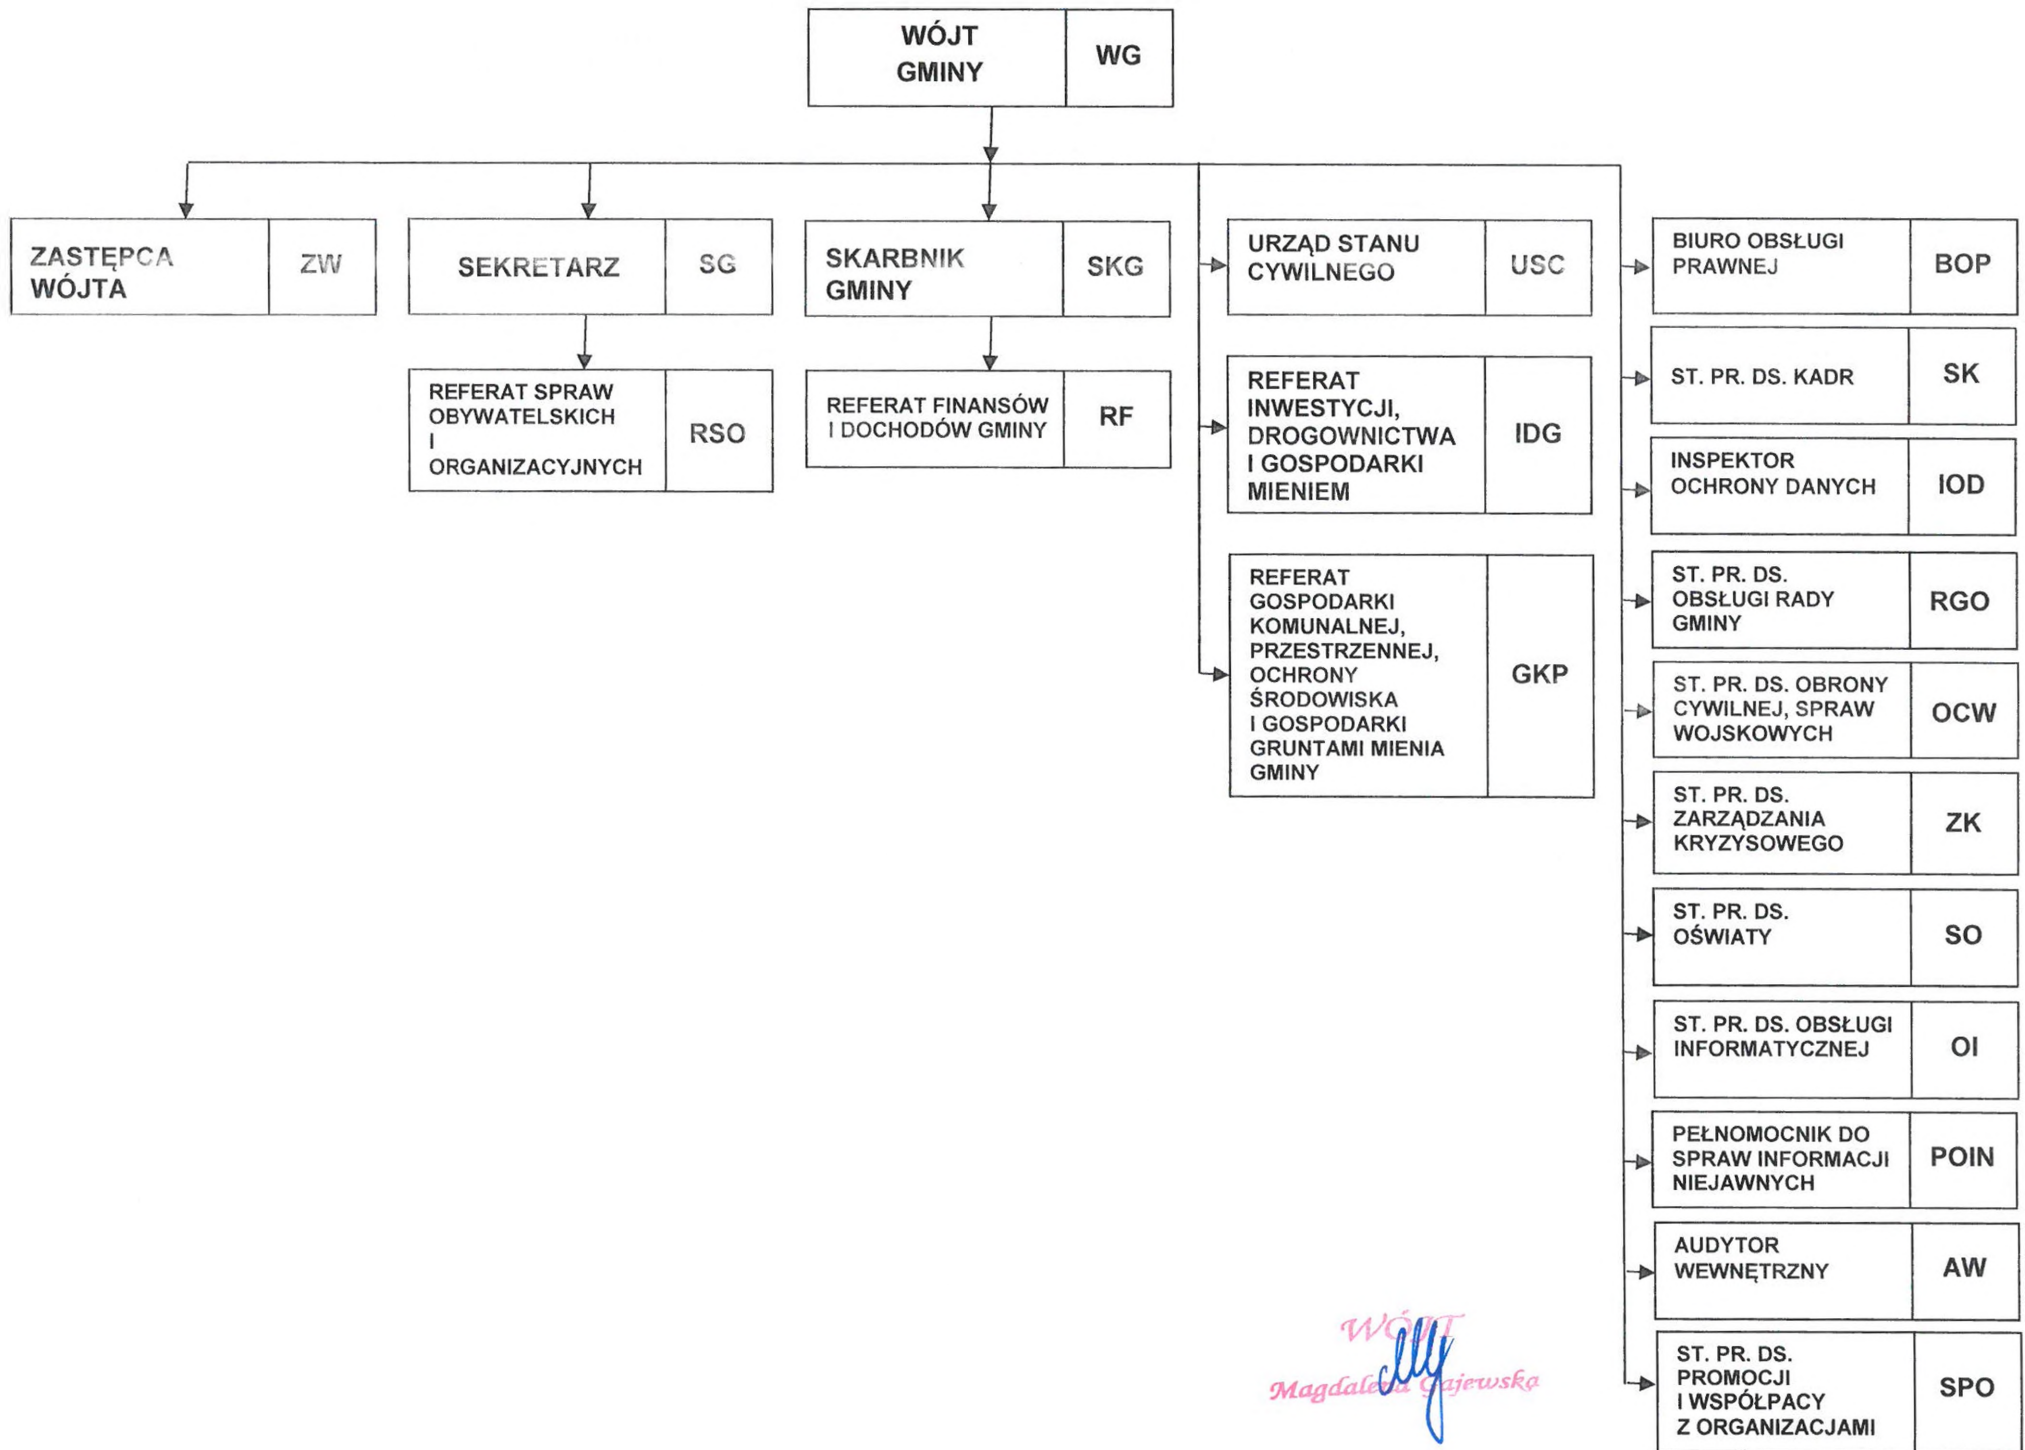 WÓJT
GMINY
WG
ZASTĘPCA
WÓJTA
ZW
SEKRETARZ
SG
SKARBNIK
GMINY
SKG
URZĄD STANU
CYWILNEGO
USC
BIURO OBSŁUGI
PRAWNEJ
BOP
REFERAT SPRAW
OBYWATELSKICH
I
ORGANIZACYJNYCH
RSO
REFERAT FINANSÓW
I DOCHODÓW GMINY
RF
REFERAT
INWESTYCJI,
DROGOWNICTWA
I GOSPODARKI
MIENIEM
IDG
REFERAT
GOSPODARKI
KOMUNALNEJ,
PRZESTRZENNEJ,
OCHRONY
ŚRODOWISKA
I GOSPODARKI
GRUNTAMI MIENIA
GMINY
GKP
ST. PR. DS. KADR
SK
INSPEKTOR
OCHRONY DANYCH
IOD
ST. PR. DS.
OBSŁUGI RADY
GMINY
RGO
ST. PR. DS. OBRONY
CYWILNEJ, SPRAW
WOJSKOWYCH
OCW
ST. PR. DS.
ZARZĄDZANIA
KRYZYSOWEGO
ZK
ST. PR. DS.
OŚWIATY
SO
ST. PR. DS. OBSŁUGI
INFORMATYCZNEJ
OI
PEŁNOMOCNIK DO
SPRAW INFORMACJI
NIEJAWNYCH
POIN
AUDYTOR
WEWNĘTRZNY
AW
ST. PR. DS.
PROMOCJI
I WSPÓŁPACY
Z ORGANIZACJAMI
SPO
WÓJT
Magdalena Gajewska